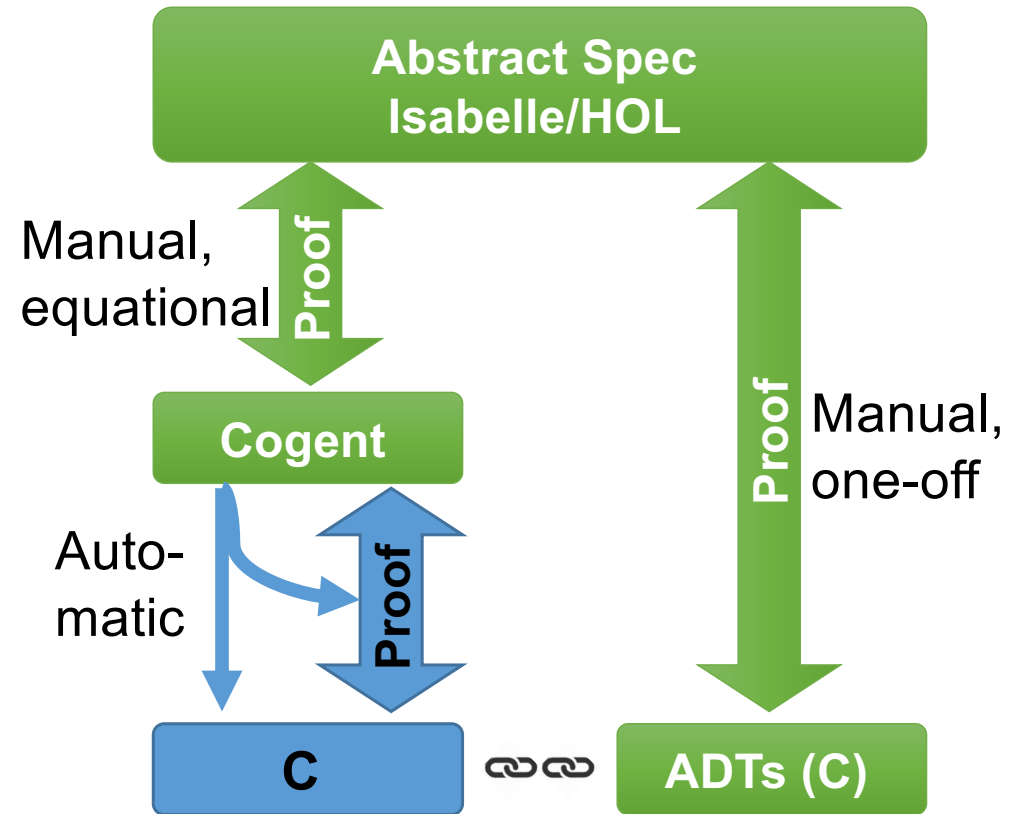 Abstract Spec
Isabelle/HOL
Manual,
equational
Proof
Proof
Manual,
one-off
Cogent
Auto-
matic
Proof
C
ADTs (C)